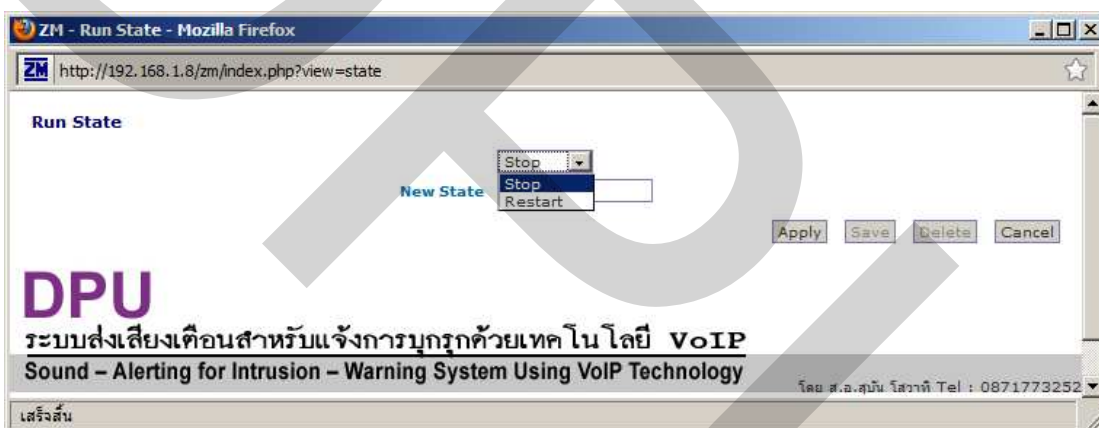 ZM - Run State - Mozilla Firefox
ZM http://192.168.1.8/zm/index.php?view=state
Run State
Stop
New State
Stop
Restart
Apply Save Delete Cancel
DPU
ระบบส่งเสียงเตือนสำหรับแจ้งการบุกรุกด้วยเทคโนโลยี VoIP
Sound – Alerting for Intrusion – Warning System Using VoIP Technology
โดย ส.อ.สุบัน โสวาที Tel : 0871773252
เสร็จสิ้น